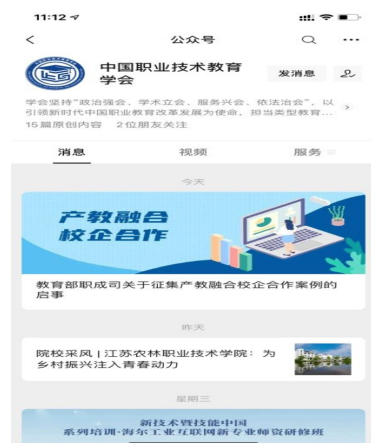 11:12
公众号
中国职业技术教育
学会
发消息
学会坚持“政治强会、学术立会、服务兴会、依法治会”，以
引领新时代中国职业教育改革发展为使命，担当类型教育...
15篇原创内容 2位朋友关注
消息
视频
服务
今天
产教融合
校企合作
教育部职成司关于征集产教融合校企合作案例的
启事
昨天
院校采风 | 江苏农林职业技术学院：为
乡村振兴注入青春动力
星期三
新技术赞技能中国
系列培训-海尔工业互联网新专业师资研修班